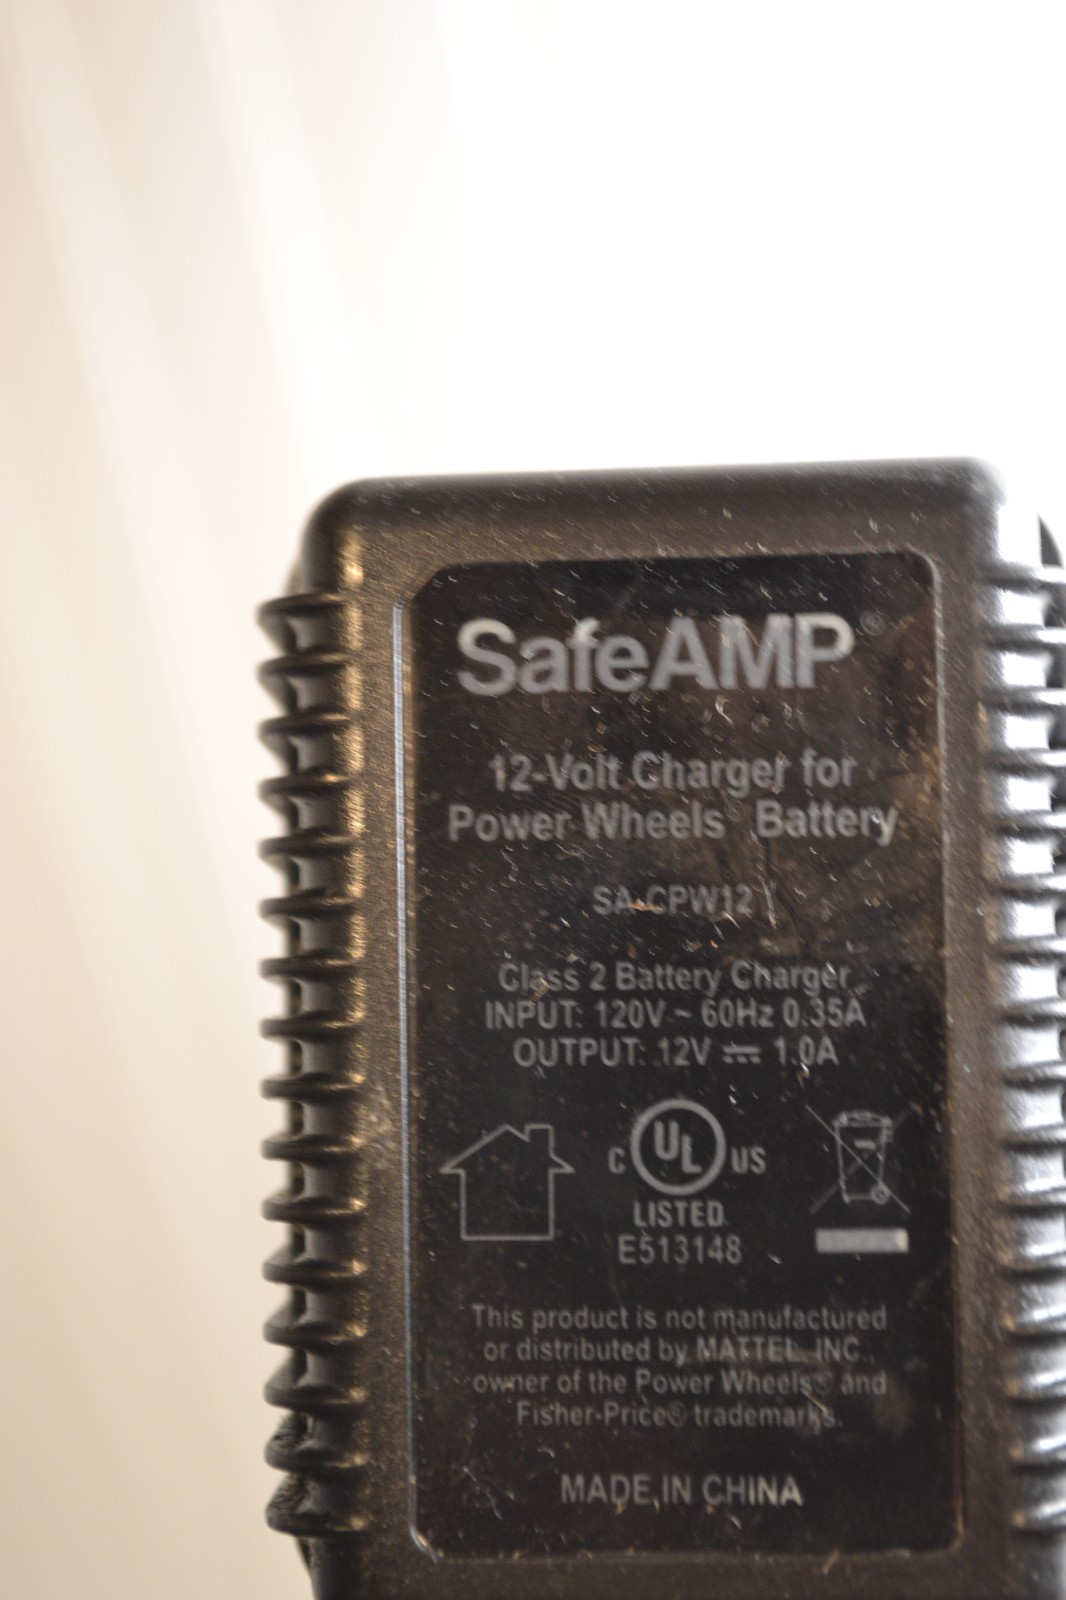 SafeAMP®
12-Volt Charger for
Power Wheels® Battery
SA-CPW12
Class 2 Battery Charger
INPUT: 120V ~ 60Hz 0.35A
OUTPUT: 12V ⎓ 1.0A
C UL US
LISTED
E513148
This product is not manufactured
or distributed by MATTEL, INC.,
owner of the Power Wheels® and
Fisher-Price® trademarks.
MADE IN CHINA